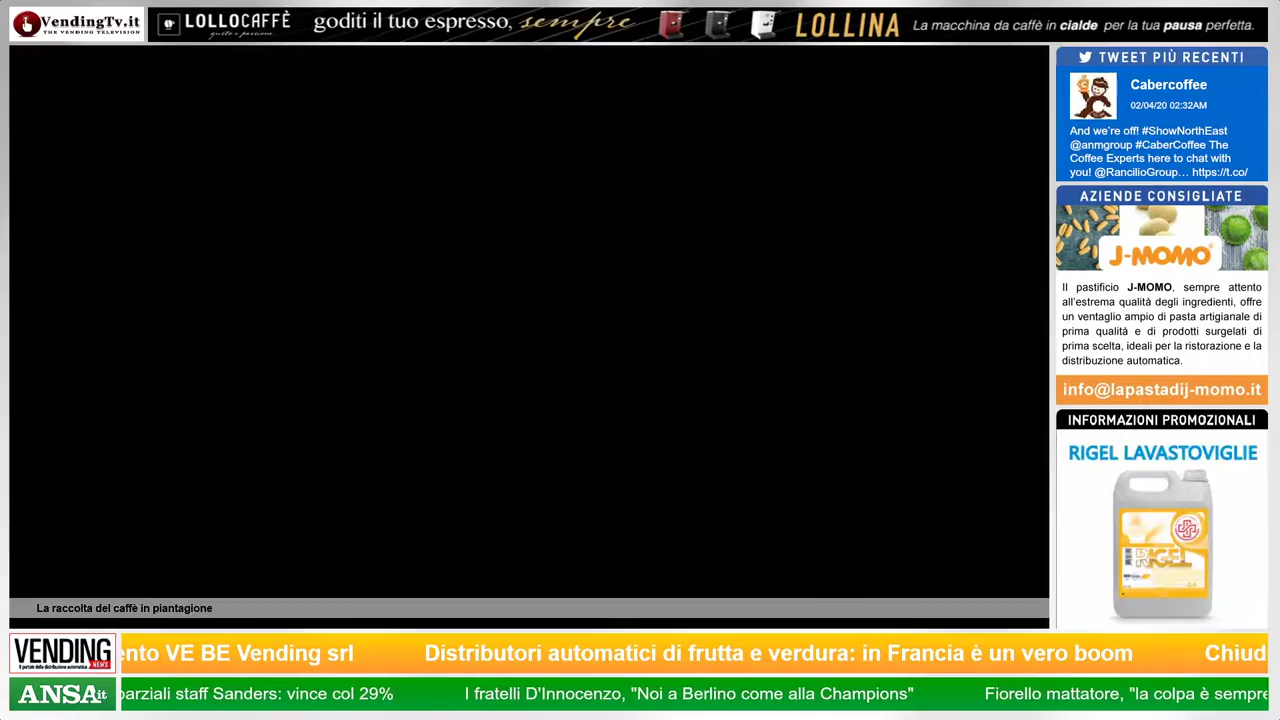 VendingTv.it
THE VENDING TELEVISION
LOLLOCAFFÈ
gusto e passione
goditi il tuo espresso, sempre
LOLLINA
La macchina da caffè in cialde per la tua pausa perfetta.
TWEET PIÙ RECENTI
Cabercoffee
02/04/20 02:32AM
And we're off! #ShowNorthEast
@anmgroup #CaberCoffee The
Coffee Experts here to chat with
you! @RancilioGroup… https://t.co/
AZIENDE CONSIGLIATE
J-MOMO
Il pastificio J-MOMO, sempre attento
all'estrema qualità degli ingredienti, offre
un ventaglio ampio di pasta artigianale di
prima qualità e di prodotti surgelati di
prima scelta, ideali per la ristorazione e la
distribuzione automatica.
info@lapastadij-momo.it
INFORMAZIONI PROMOZIONALI
RIGEL LAVASTOVIGLIE
RIGEL
La raccolta del caffè in piantagione
VENDING NEWS
Il portale della distribuzione automatica
ento VE BE Vending srl Distributori automatici di frutta e verdura: in Francia è un vero boom Chiud
ANSA.it
parziali staff Sanders: vince col 29% I fratelli D'Innocenzo, "Noi a Berlino come alla Champions" Fiorello mattatore, "la colpa è sempre